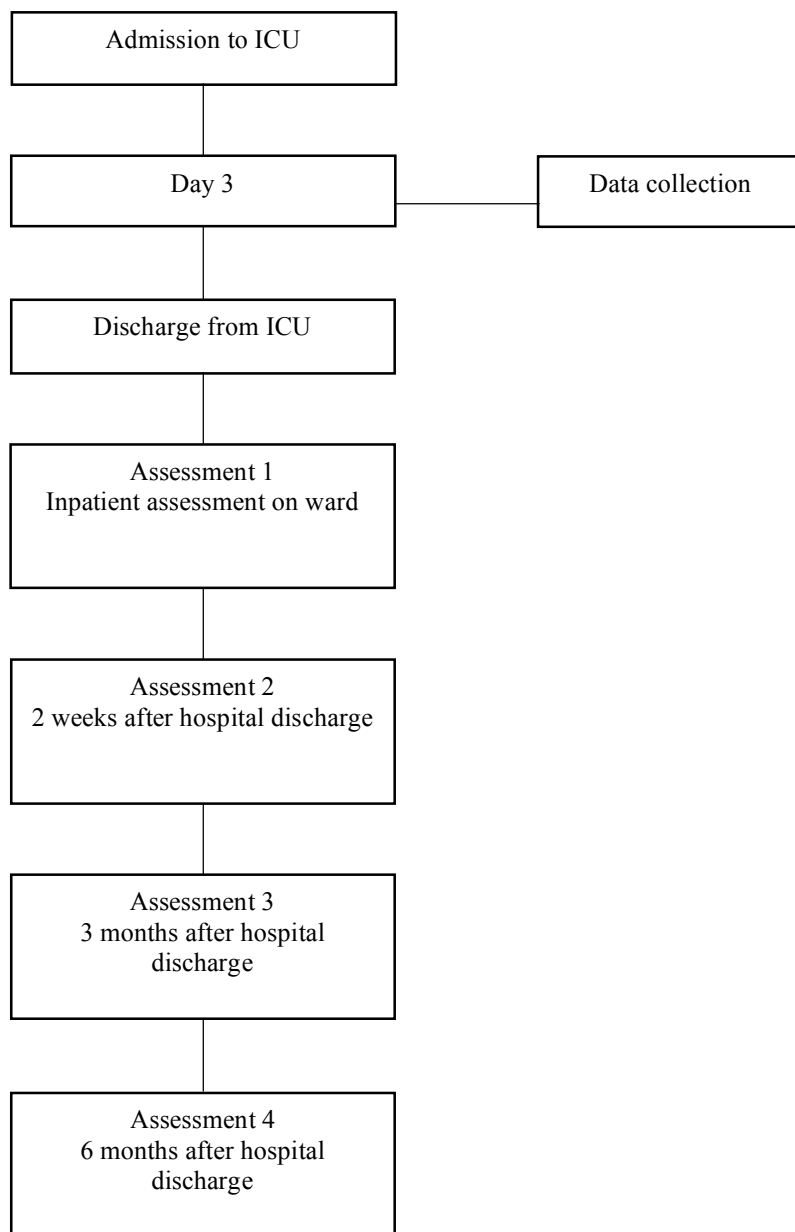 Admission to ICU
Day 3
Data collection
Discharge from ICU
Assessment 1
Inpatient assessment on ward
Assessment 2
2 weeks after hospital discharge
Assessment 3
3 months after hospital
discharge
Assessment 4
6 months after hospital
discharge